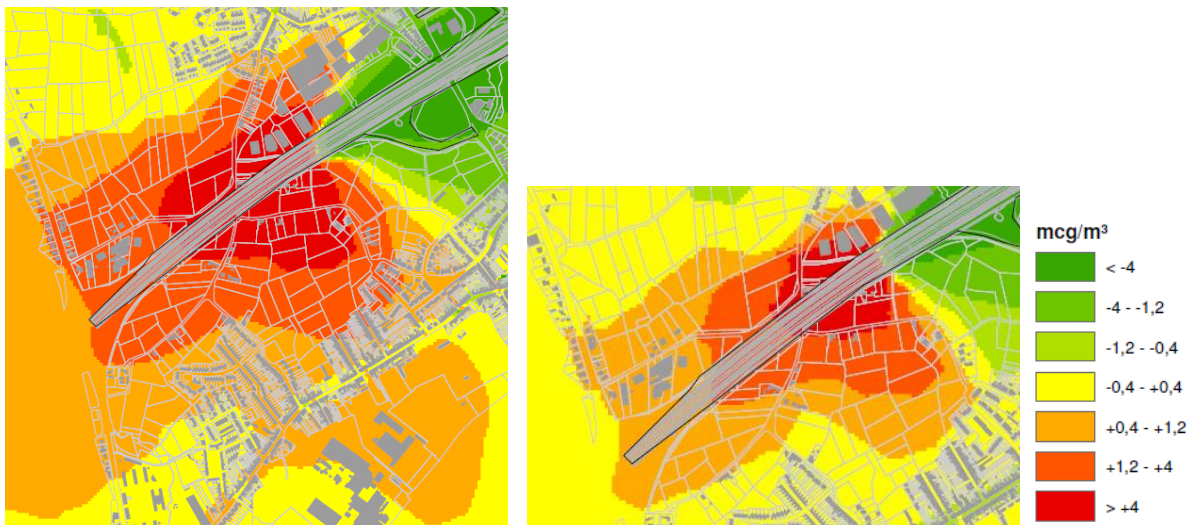 mcg/m³
< -4
-4 - -1,2
-1,2 - -0,4
-0,4 - +0,4
+0,4 - +1,2
+1,2 - +4
> +4